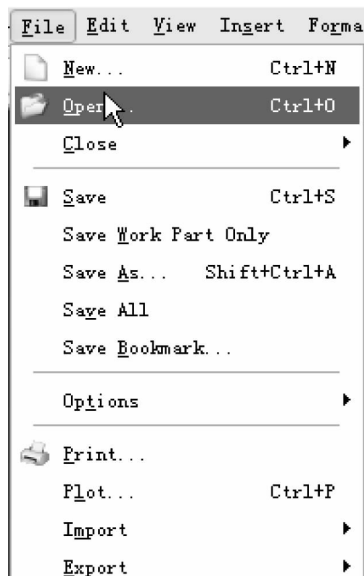 File Edit View Insert Forma
New... Ctrl+N
Open... Ctrl+O
Close
Save Ctrl+S
Save Work Part Only
Save As... Shift+Ctrl+A
Save All
Save Bookmark...
Options
Print...
Plot... Ctrl+P
Import
Export